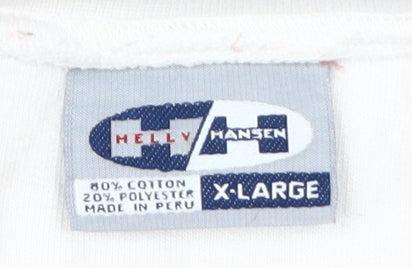 HELLY HANSEN
80% COTTON
20% POLYESTER
MADE IN PERU
X-LARGE